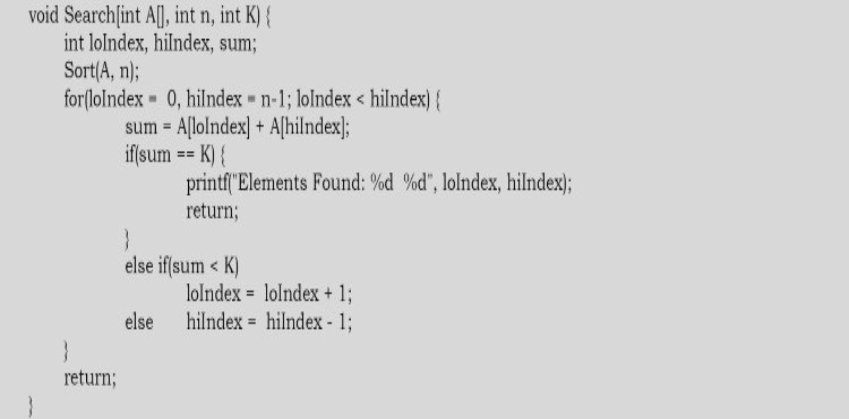 void Search[int A[], int n, int K) {
int loIndex, hiIndex, sum;
Sort(A, n);
for(loIndex = 0, hiIndex = n-1; loIndex < hiIndex) {
sum = A[loIndex] + A[hiIndex];
if(sum == K) {
printf("Elements Found: %d %d", loIndex, hiIndex);
return;
}
else if(sum < K)
loIndex = loIndex + 1;
else hiIndex = hiIndex - 1;
}
return;
}